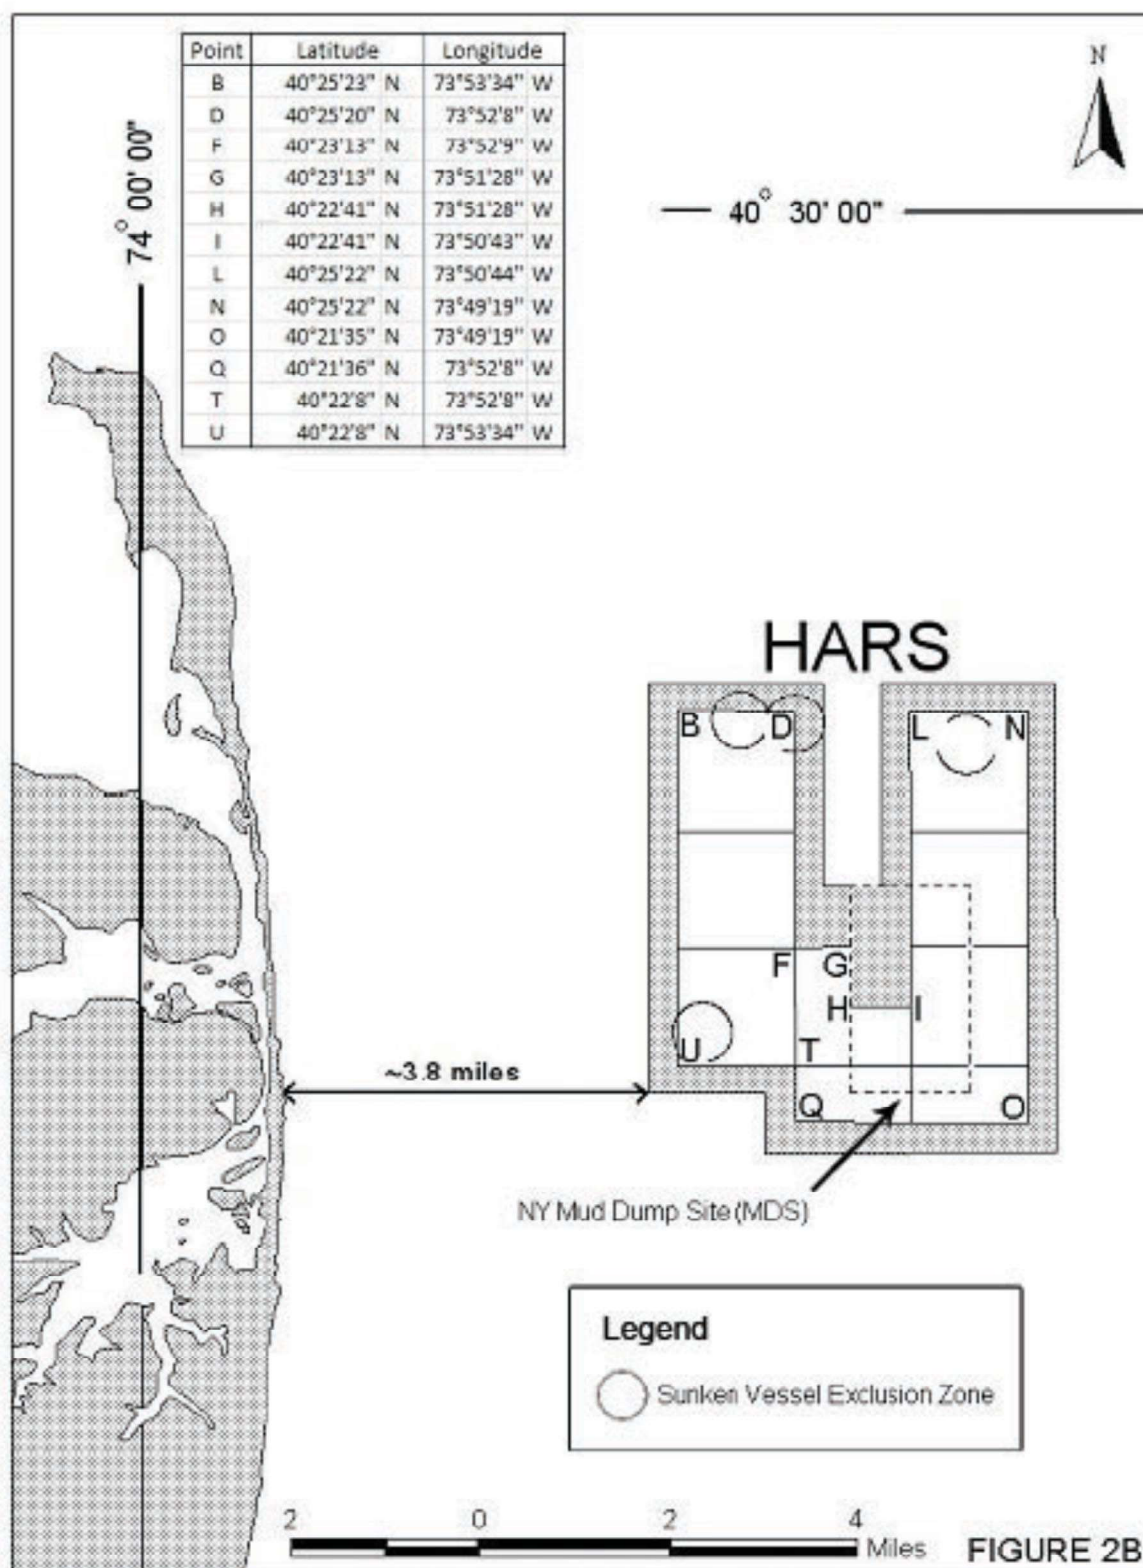 Point Latitude Longitude
B 40°25'23" N 73°53'34" W
D 40°25'20" N 73°52'8" W
F 40°23'13" N 73°52'9" W
G 40°23'13" N 73°51'28" W
H 40°22'41" N 73°51'28" W
I 40°22'41" N 73°50'43" W
L 40°25'22" N 73°50'44" W
N 40°25'22" N 73°49'19" W
O 40°21'35" N 73°49'19" W
Q 40°21'36" N 73°52'8" W
T 40°22'8" N 73°52'8" W
U 40°22'8" N 73°53'34" W
74° 00' 00"
N
40° 30' 00"
HARS
B D L N
F G
H I
U T
~3.8 miles
Q O
NY Mud Dump Site (MDS)
Legend
Sunken Vessel Exclusion Zone
2 0 2 4
Miles
FIGURE 2B